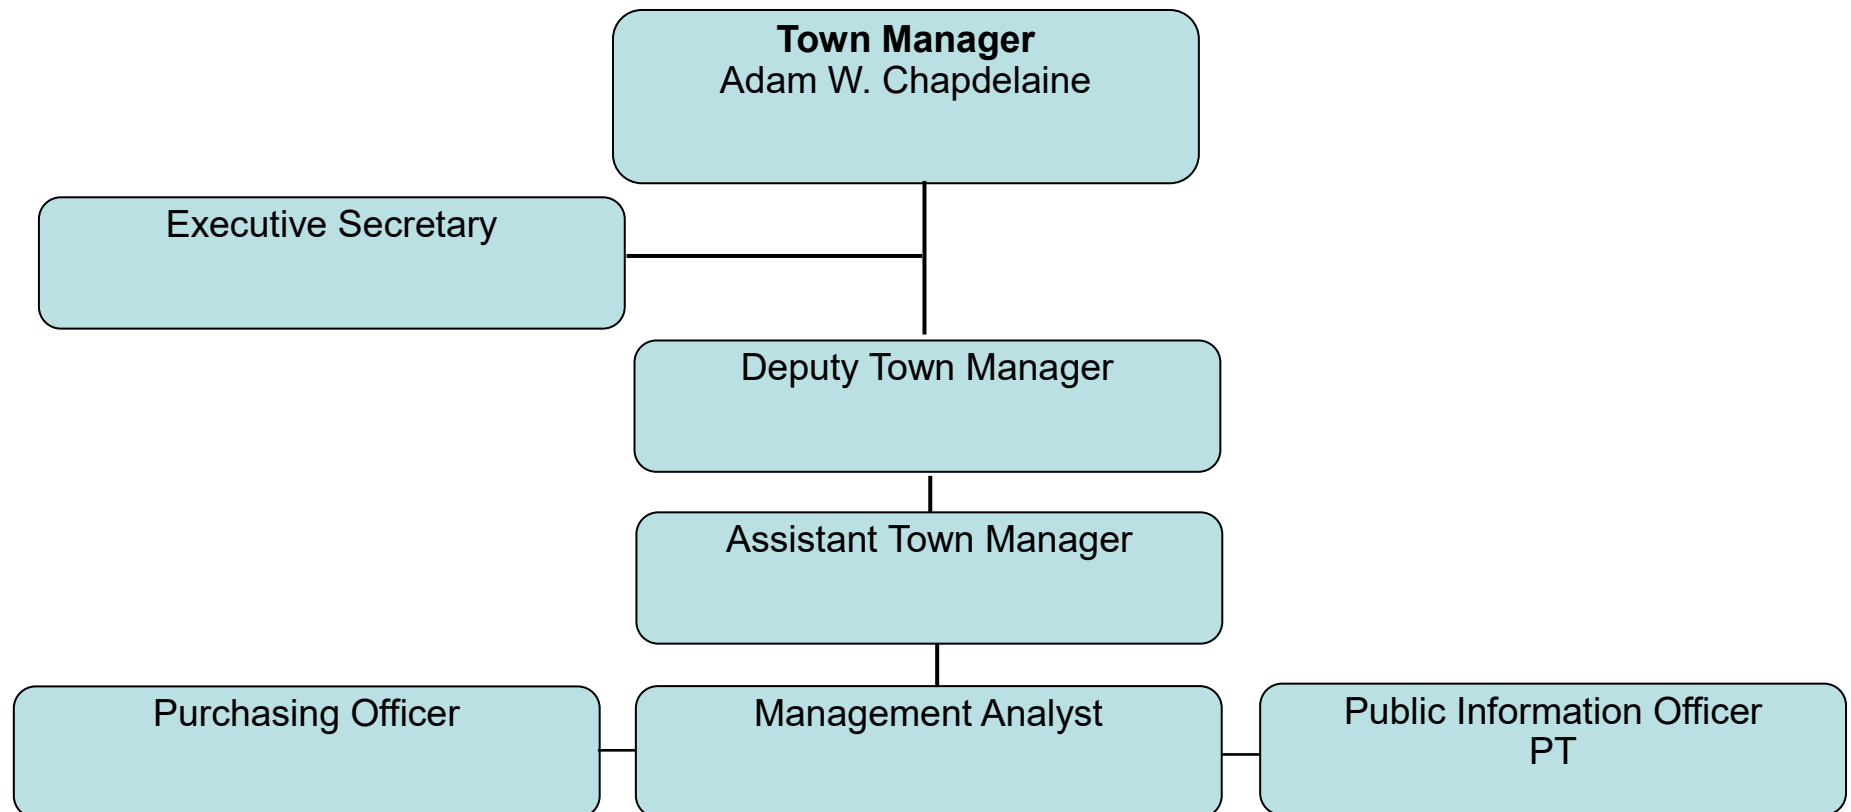 Town Manager
Adam W. Chapdelaine
Executive Secretary
Deputy Town Manager
Assistant Town Manager
Purchasing Officer
Management Analyst
Public Information Officer
PT